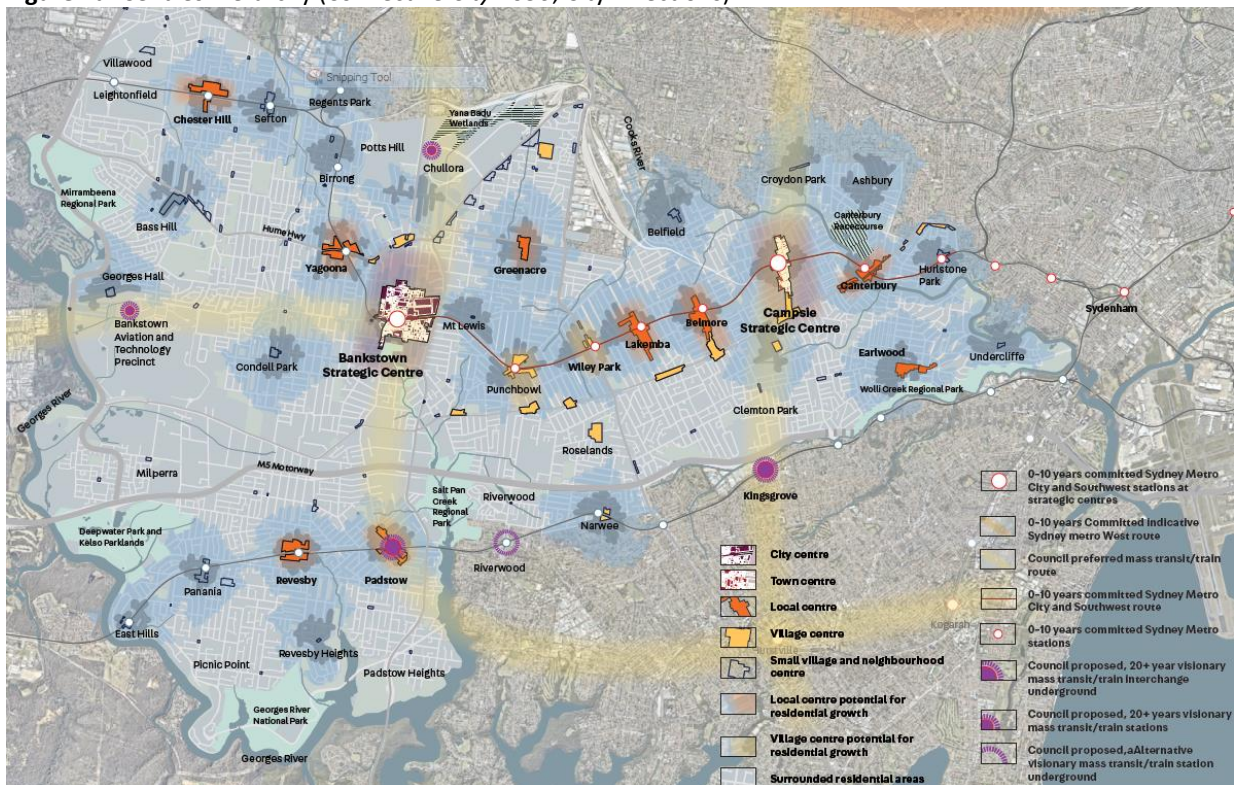 Villawood
Leightonfield
Snipping Tool
Regents Park
Chester Hill
Sefton
Yana Badu
Wetlands
Cooks River
Potts Hill
Chullora
Birrong
Croydon Park
Ashbury
Mirrambeena
Regional Park
Bass Hill
Hume Hwy
Belfield
Canterbury
Racecourse
Yagoona
Greenacre
Hurlstone
Park
Georges Hall
Canterbury
Sydenham
Bankstown
Aviation and
Technology
Precinct
Mt Lewis
Belmore
Campsie
Strategic Centre
Lakemba
Bankstown
Strategic Centre
Wiley Park
Earlwood
Undercliffe
Condell Park
Punchbowl
Wolli Creek Regional Park
Georges River
Clemton Park
Roselands
Milperra
M5 Motorway
Kingsgrove
Salt Pan
Creek
Regional
Park
Riverwood
Narwee
Deepwater Park and
Kelso Parklands
Riverwood
Revesby
Padstow
Panania
East Hills
Revesby Heights
Picnic Point
Padstow Heights
Kogarah
Georges River
National Park
Georges River
City centre
Town centre
Local centre
Village centre
Small village and neighbourhood
centre
Local centre potential for
residential growth
Village centre potential for
residential growth
Surrounded residential areas
0-10 years committed Sydney Metro
City and Southwest stations at
strategic centres
0-10 years Committed indicative
Sydney metro West route
Council preferred mass transit/train
route
0-10 years committed Sydney Metro
City and Southwest route
0-10 years committed Sydney Metro
stations
Council proposed, 20+ year visionary
mass transit/train interchange
underground
Council proposed, 20+ years visionary
mass transit/train stations
Council proposed,aAlternative
visionary mass transit/train station
underground